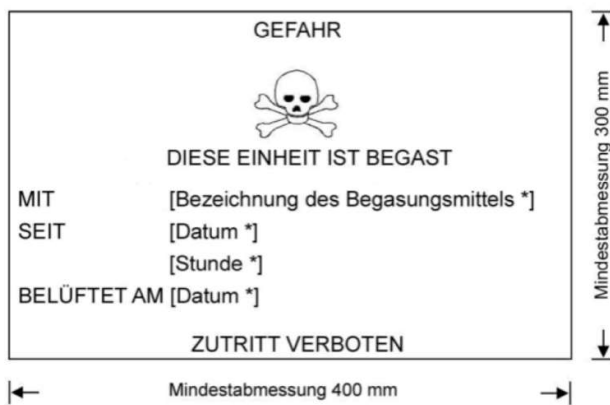 GEFAHR
DIESE EINHEIT IST BEGAST
MIT [Bezeichnung des Begasungsmittels *]
SEIT [Datum *]
[Stunde *]
BELÜFTET AM [Datum *]
ZUTRITT VERBOTEN
Mindestabmessung 400 mm
Mindestabmessung 300 mm